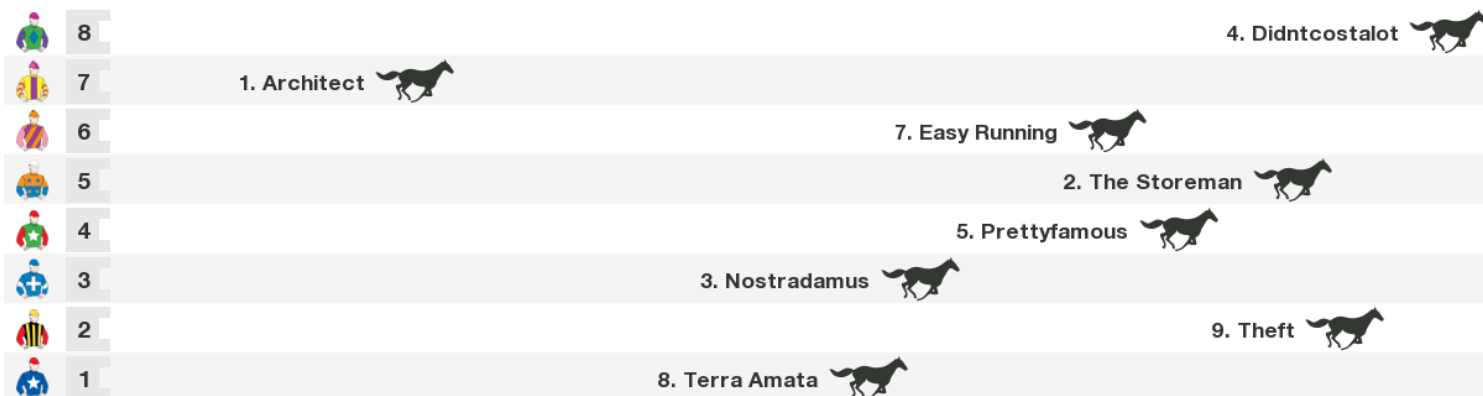 8 4. Didntcostalot
7 1. Architect
6 7. Easy Running
5 2. The Storeman
4 5. Prettyfamous
3 3. Nostradamus
2 9. Theft
1 8. Terra Amata